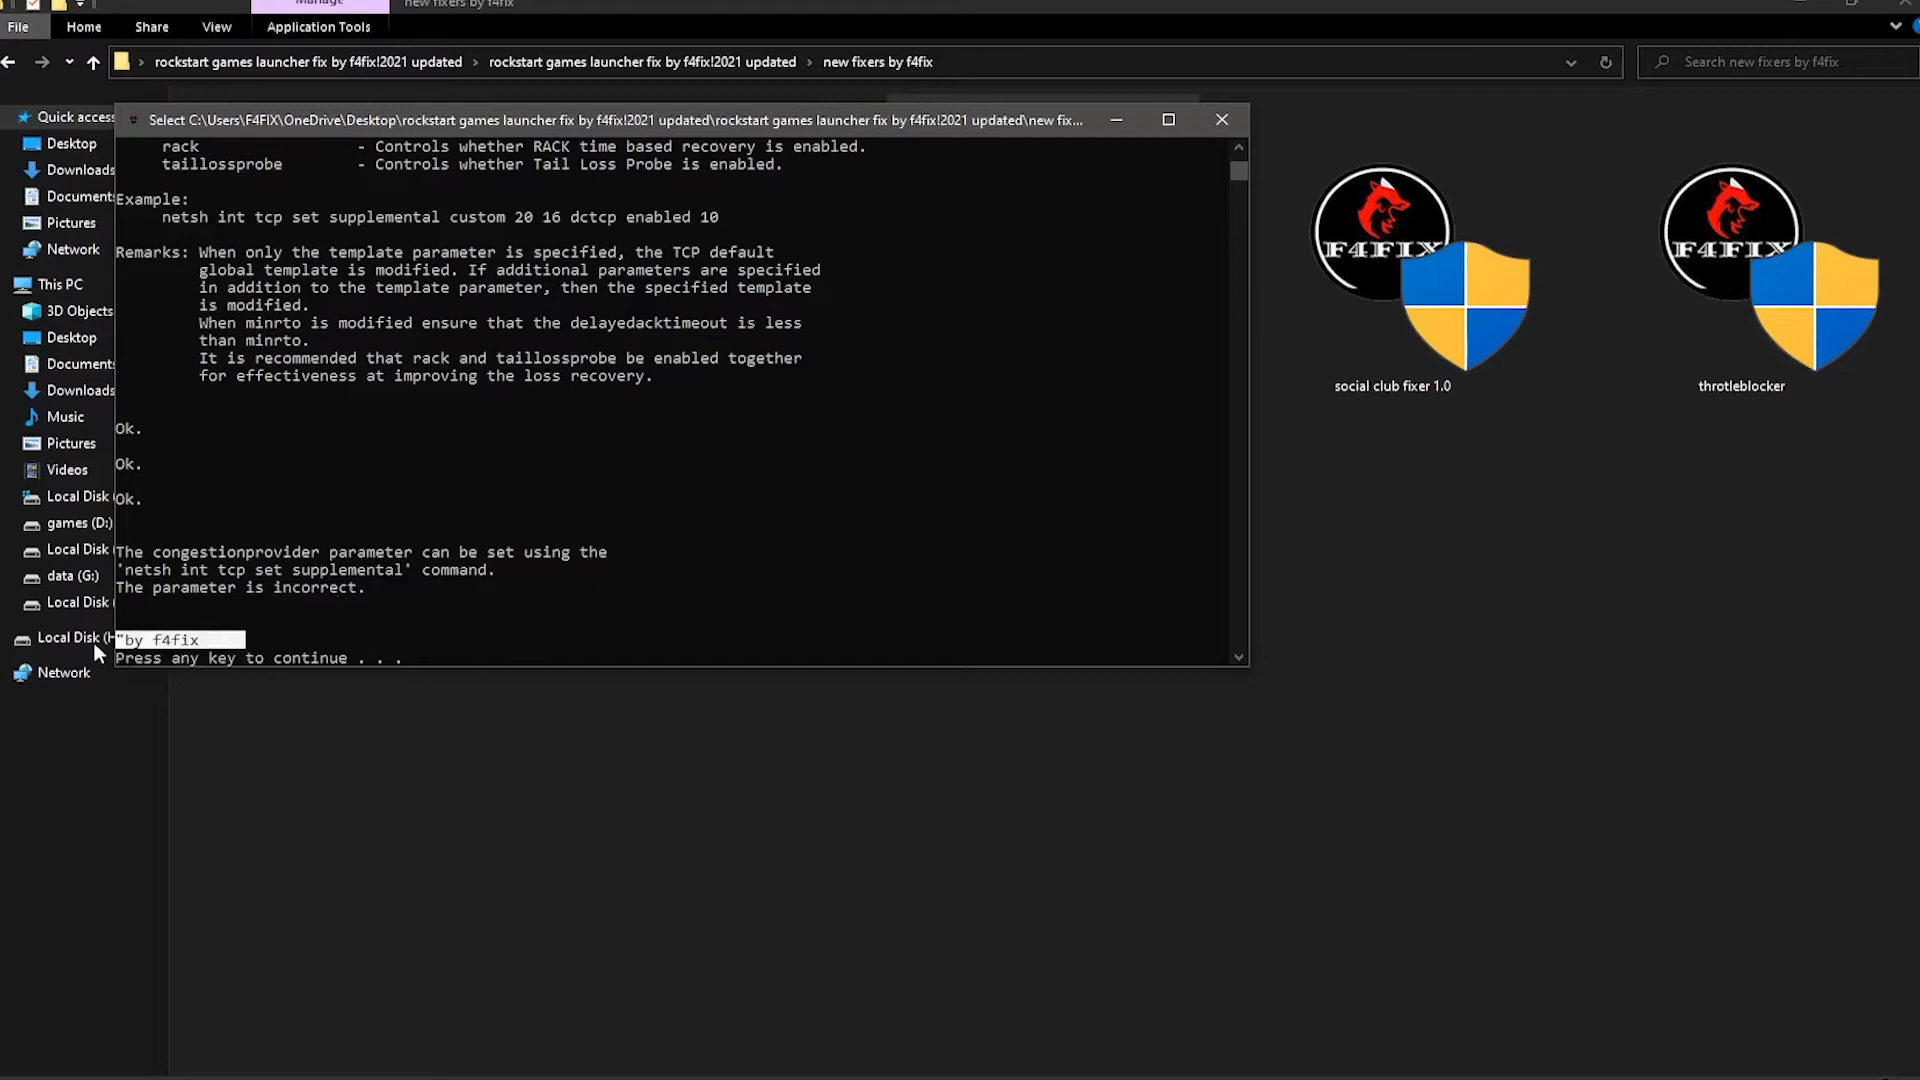 Manage
new fixers by f4fix
File
Home
Share
View
Application Tools
rockstart games launcher fix by f4fix!2021 updated
rockstart games launcher fix by f4fix!2021 updated
new fixers by f4fix
Search new fixers by f4fix
Quick access
Desktop
Downloads
Documents
Pictures
Network
This PC
3D Objects
Desktop
Documents
Downloads
Music
Pictures
Videos
Local Disk (
games (D:)
Local Disk
data (G:)
Local Disk (
Local Disk (H
Network
Select C:\Users\F4FIX\OneDrive\Desktop\rockstart games launcher fix by f4fix!2021 updated\rockstart games launcher fix by f4fix!2021 updated\new fix...
rack - Controls whether RACK time based recovery is enabled.
taillossprobe - Controls whether Tail Loss Probe is enabled.
Example:
netsh int tcp set supplemental custom 20 16 dctcp enabled 10
Remarks: When only the template parameter is specified, the TCP default
global template is modified. If additional parameters are specified
in addition to the template parameter, then the specified template
is modified.
When minrto is modified ensure that the delayedacktimeout is less
than minrto.
It is recommended that rack and taillossprobe be enabled together
for effectiveness at improving the loss recovery.
Ok.
Ok.
Ok.
The congestionprovider parameter can be set using the
'netsh int tcp set supplemental' command.
The parameter is incorrect.
"by f4fix
Press any key to continue . . .
F4FIX
social club fixer 1.0
F4FIX
throtleblocker